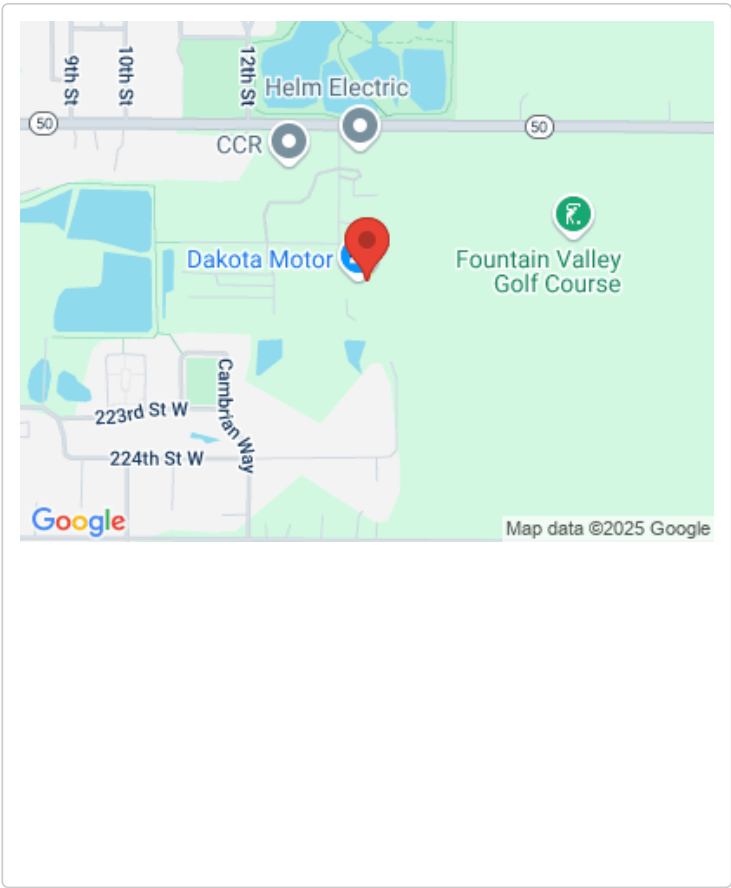 9th St
10th St
12th St
Helm Electric
50
50
CCR
Dakota Motor
Fountain Valley
Golf Course
Cambrian Way
223rd St W
224th St W
Google
Map data ©2025 Google